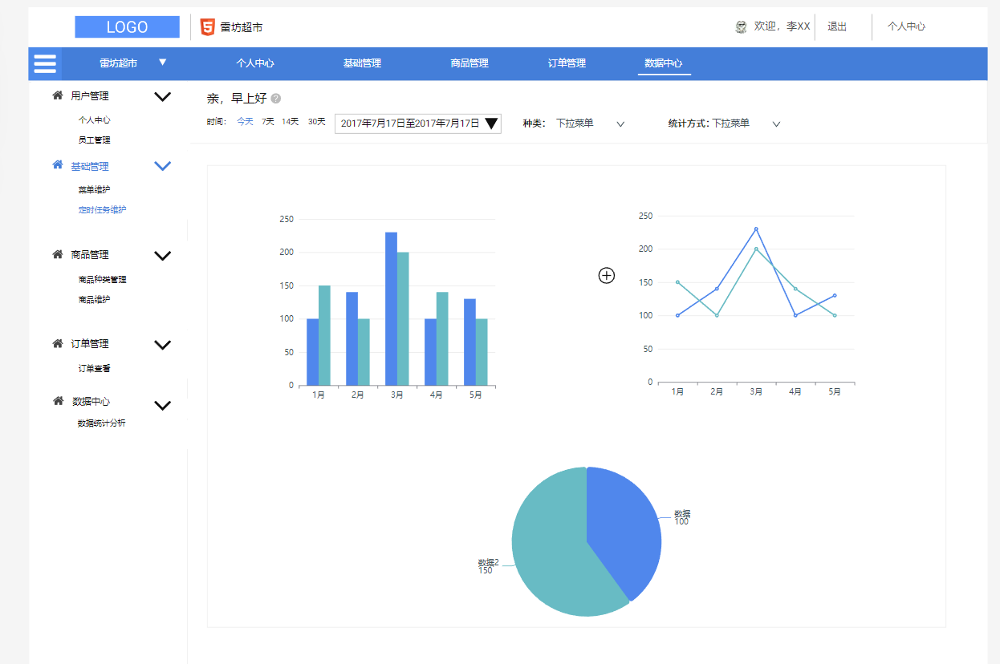 LOGO
雷坊超市
欢迎，李XX
退出
个人中心
雷坊超市
个人中心
基础管理
商品管理
订单管理
数据中心
用户管理
个人中心
员工管理
基础管理
菜单维护
定时任务维护
商品管理
商品种类管理
商品维护
订单管理
订单查看
数据中心
数据统计分析
亲，早上好
时间： 今天 7天 14天 30天 2017年7月17日至2017年7月17日 种类： 下拉菜单 统计方式：下拉菜单
250
200
150
100
50
0
1月 2月 3月 4月 5月
250
200
150
100
50
0
1月 2月 3月 4月 5月
数据
100
数据2
150